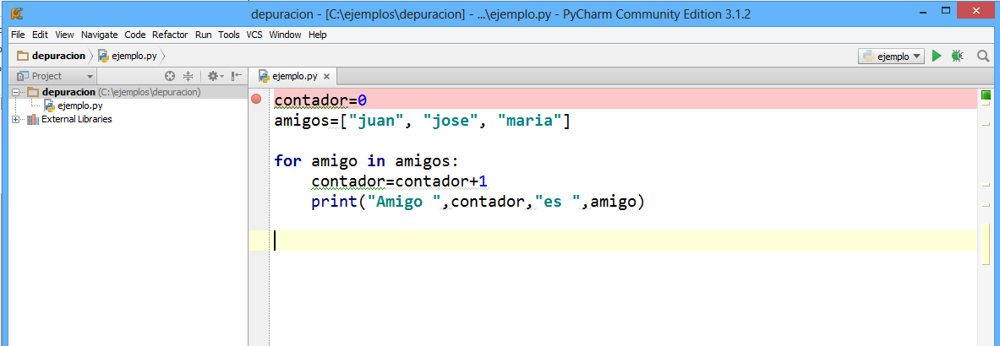 depuracion - [C:\ejemplos\depuracion] - ...\ejemplo.py - PyCharm Community Edition 3.1.2
File Edit View Navigate Code Refactor Run Tools VCS Window Help
depuracion ejemplo.py ejemplo
Project ejemplo.py
depuracion (C:\ejemplos\depuracion)
ejemplo.py
External Libraries
contador=0
amigos=["juan", "jose", "maria"]
for amigo in amigos:
contador=contador+1
print("Amigo ",contador,"es ",amigo)